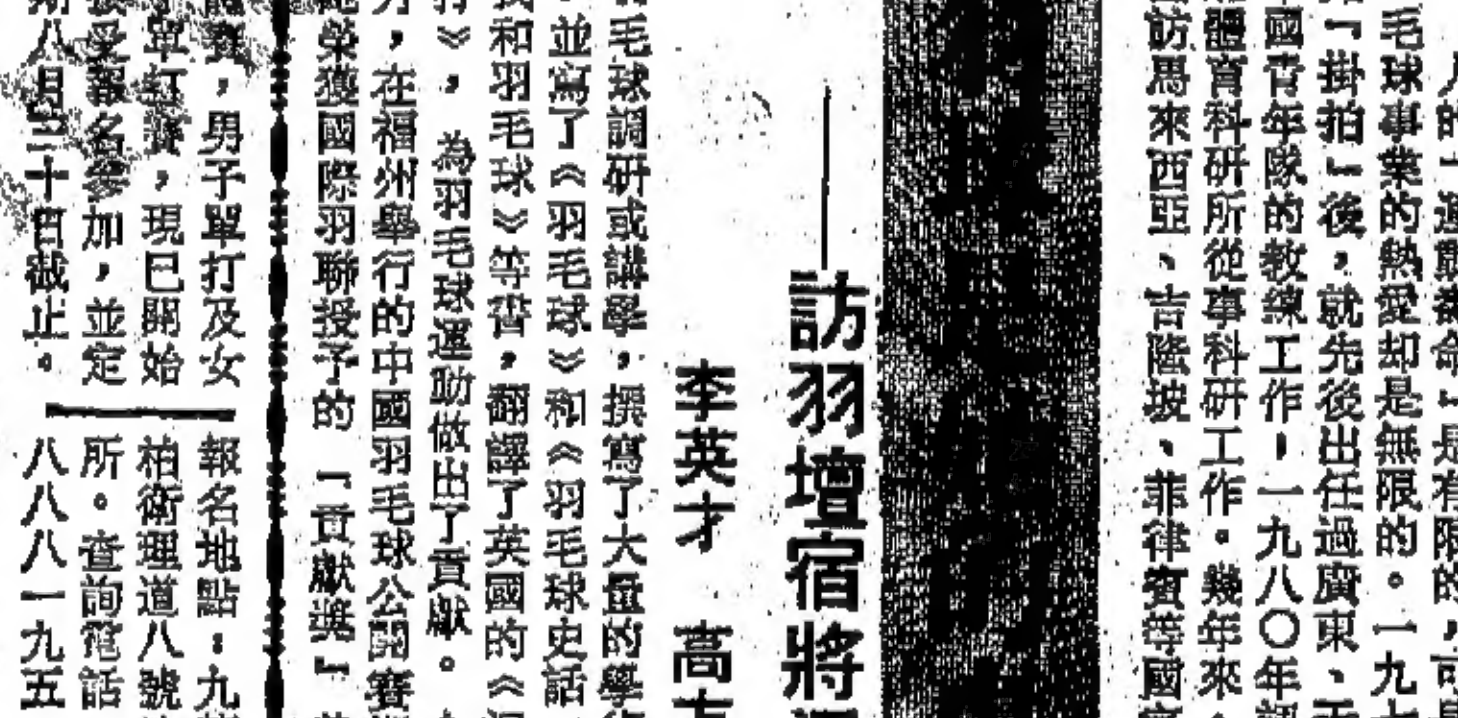 人的「運動壽命」是有限的，可是
毛球事業的熱愛却是無限的。一九七
「掛拍」後，就先後出任過廣東、
國青年隊的教練工作！一九八〇年
體育科研所從事科研工作。幾年來，
訪馬來西亞、吉隆坡、菲律賓等國
——訪羽壇宿將
李英才　高
毛球調研或講學，撰寫了大量的學
並寫了《羽毛球》和《羽毛球史話
和羽毛球》等書，翻譯了英國的《
》，為羽毛球運動做出了貢獻。
，在福州舉行的中國羽毛球公開賽
榮獲國際羽聯授予的「貢獻獎」
賽，男子單打及女
單打賽，現已開始
受報名參加，並定
八月三十日截止。
報名地點：九
柏衛理道八號
所。查詢電話
八八八一九五